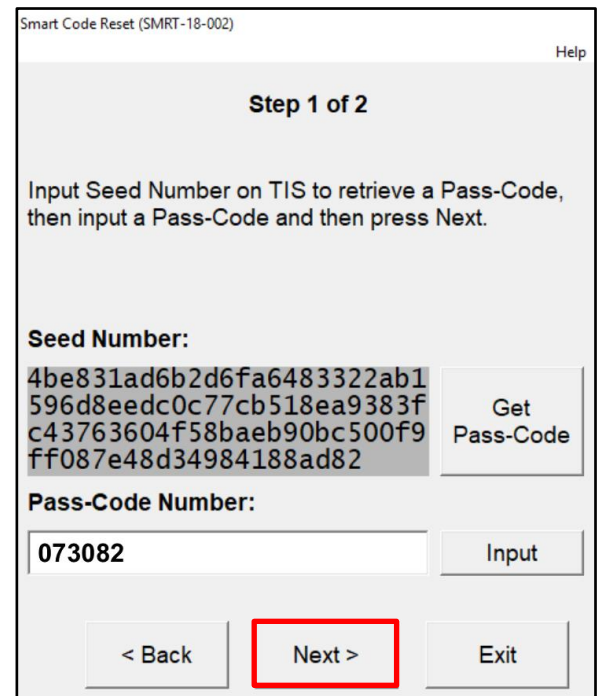 Smart Code Reset (SMRT-18-002)
Help
Step 1 of 2
Input Seed Number on TIS to retrieve a Pass-Code,
then input a Pass-Code and then press Next.
Seed Number:
4be831ad6b2d6fa6483322ab1
596d8eedc0c77cb518ea9383f
c43763604f58baeb90bc500f9
ff087e48d34984188ad82
Get
Pass-Code
Pass-Code Number:
073082
Input
< Back
Next >
Exit